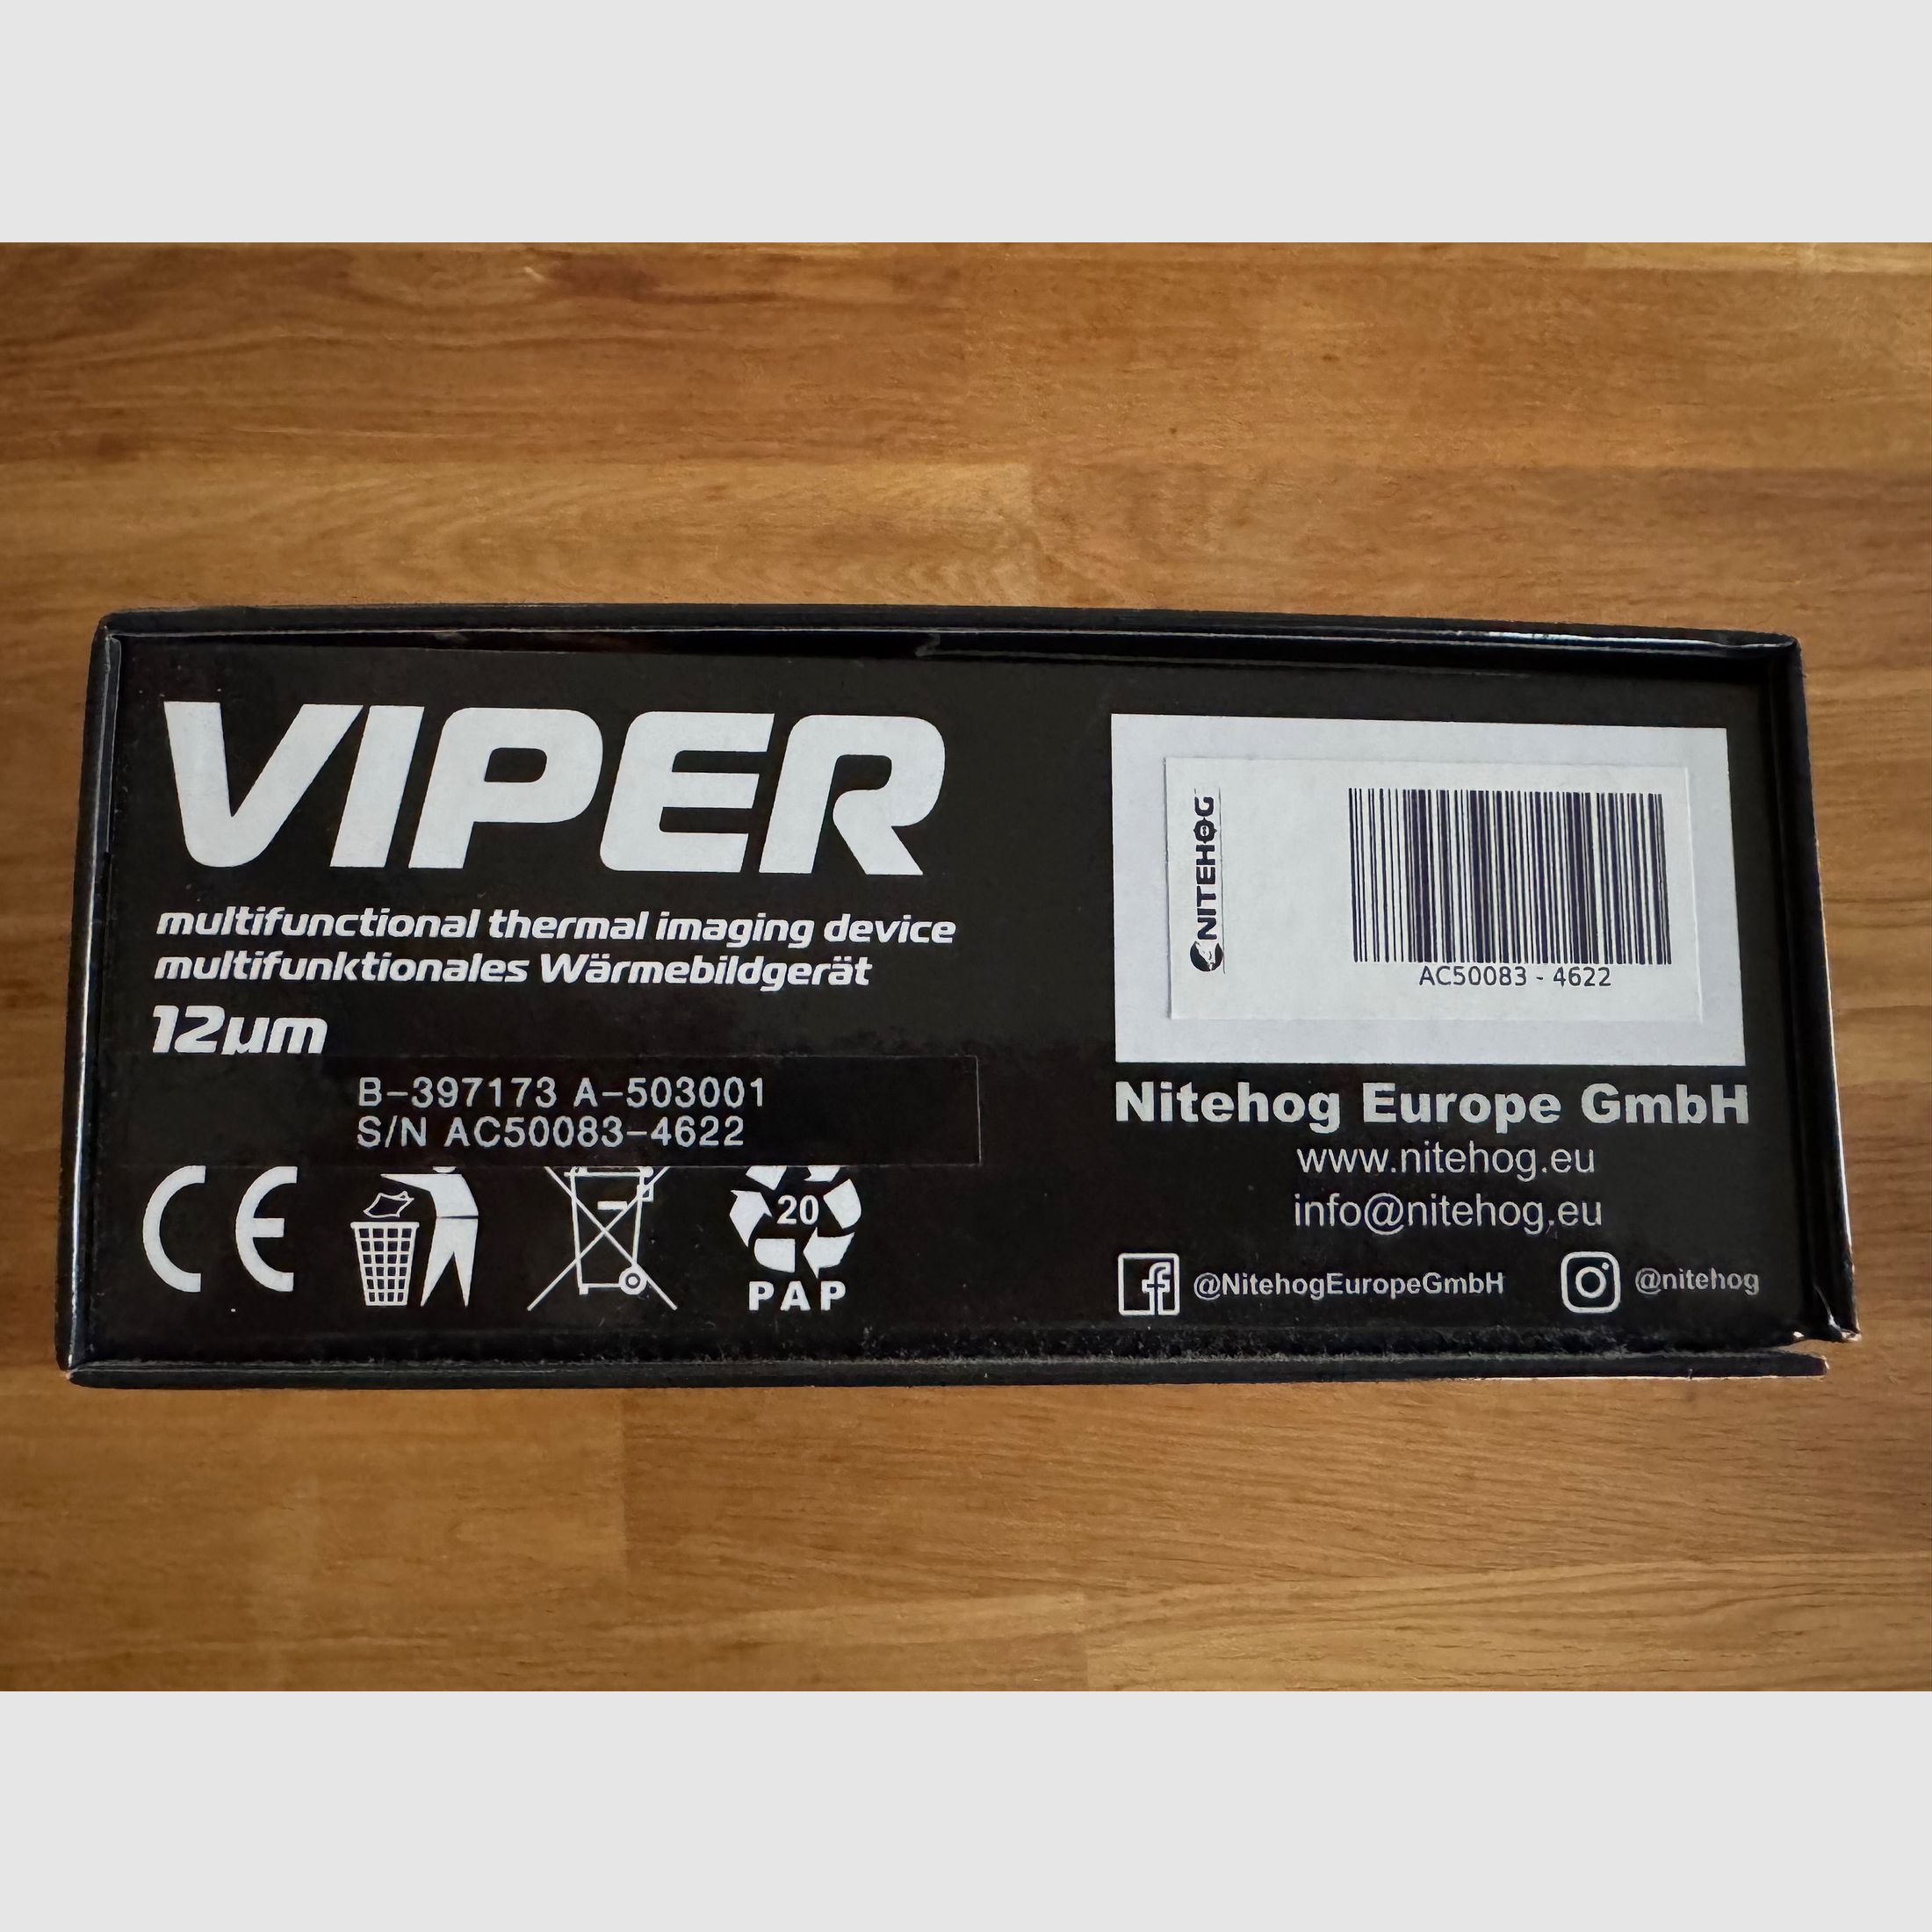 VIPER
multifunctional thermal imaging device
multifunktionales Wärmebildgerät
12µm
B-397173 A-503001
S/N AC50083-4622
CE
20
PAP
NITEHOG
AC50083 - 4622
Nitehog Europe GmbH
www.nitehog.eu
info@nitehog.eu
@NitehogEuropeGmbH
@nitehog